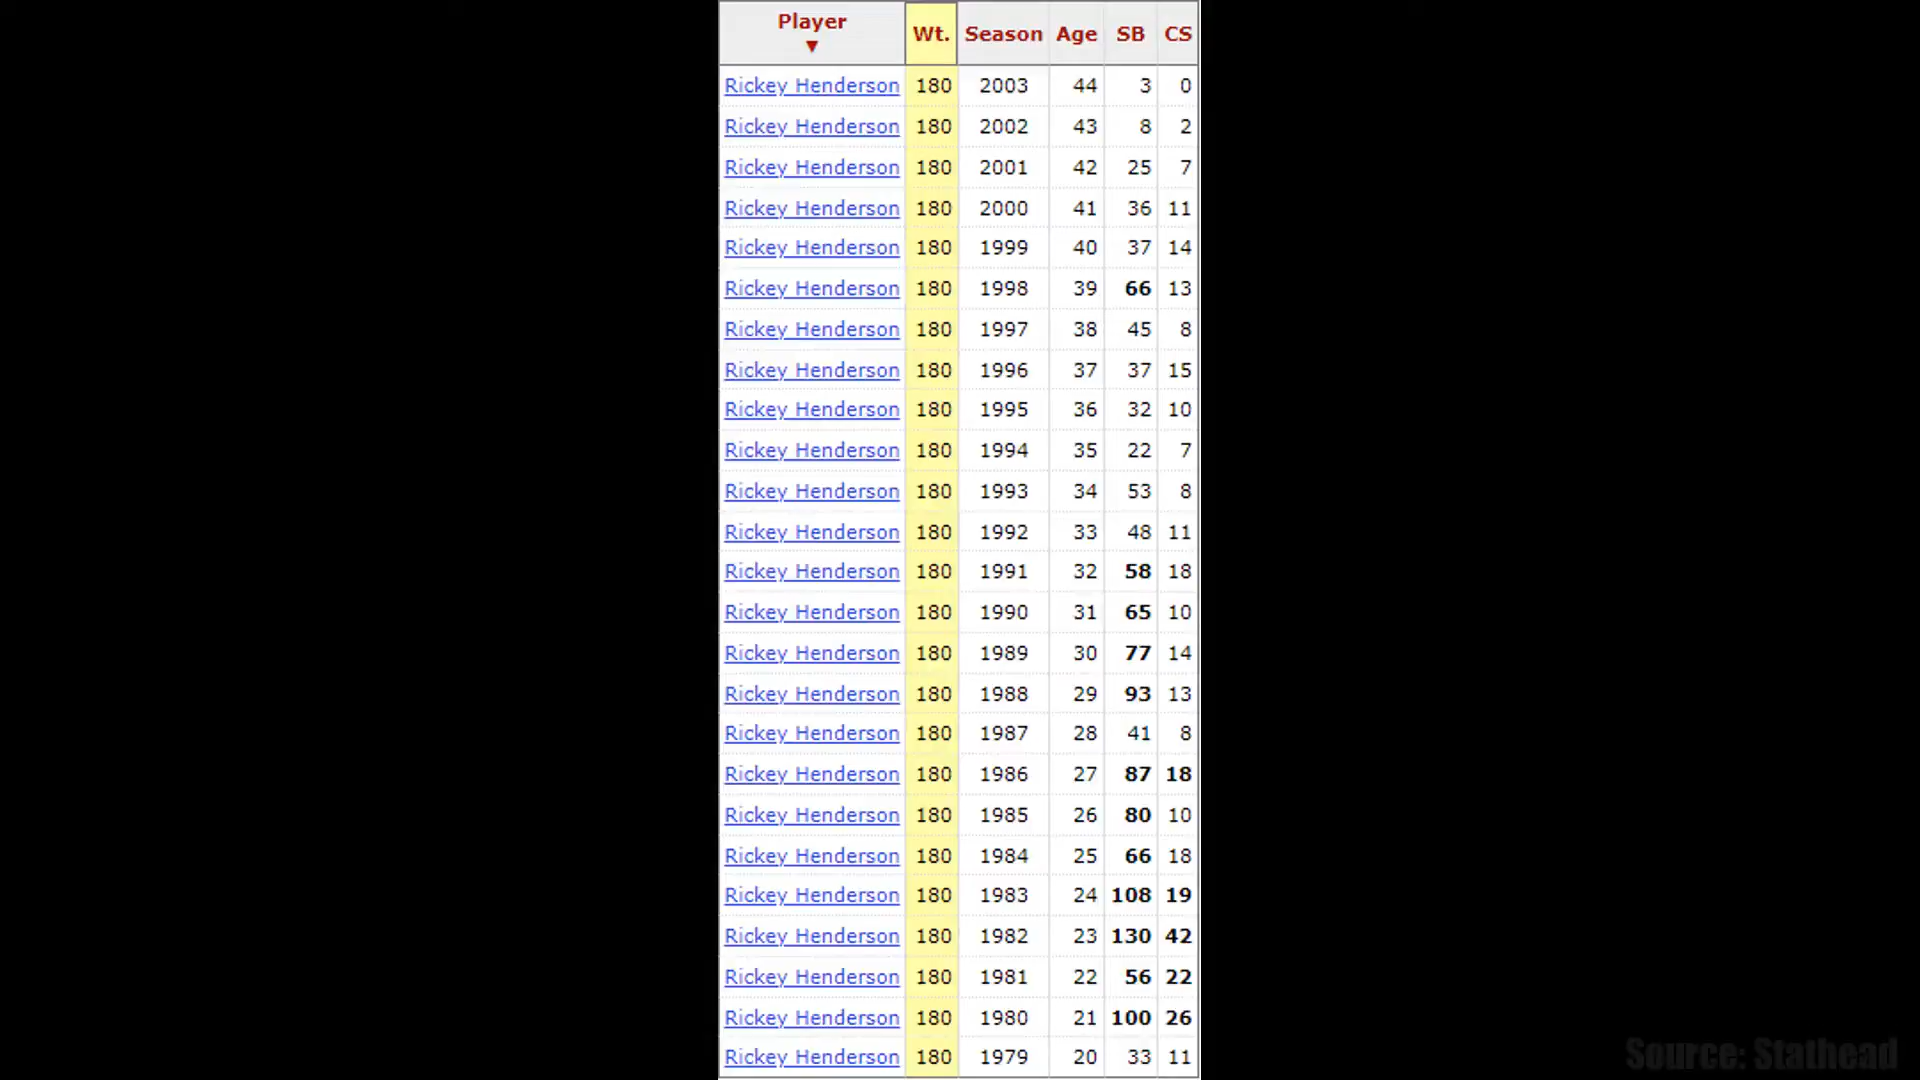 Player Wt. Season Age SB CS
▼
Rickey Henderson 180 2003 44 3 0
Rickey Henderson 180 2002 43 8 2
Rickey Henderson 180 2001 42 25 7
Rickey Henderson 180 2000 41 36 11
Rickey Henderson 180 1999 40 37 14
Rickey Henderson 180 1998 39 66 13
Rickey Henderson 180 1997 38 45 8
Rickey Henderson 180 1996 37 37 15
Rickey Henderson 180 1995 36 32 10
Rickey Henderson 180 1994 35 22 7
Rickey Henderson 180 1993 34 53 8
Rickey Henderson 180 1992 33 48 11
Rickey Henderson 180 1991 32 58 18
Rickey Henderson 180 1990 31 65 10
Rickey Henderson 180 1989 30 77 14
Rickey Henderson 180 1988 29 93 13
Rickey Henderson 180 1987 28 41 8
Rickey Henderson 180 1986 27 87 18
Rickey Henderson 180 1985 26 80 10
Rickey Henderson 180 1984 25 66 18
Rickey Henderson 180 1983 24 108 19
Rickey Henderson 180 1982 23 130 42
Rickey Henderson 180 1981 22 56 22
Rickey Henderson 180 1980 21 100 26
Rickey Henderson 180 1979 20 33 11
Source: Stathead